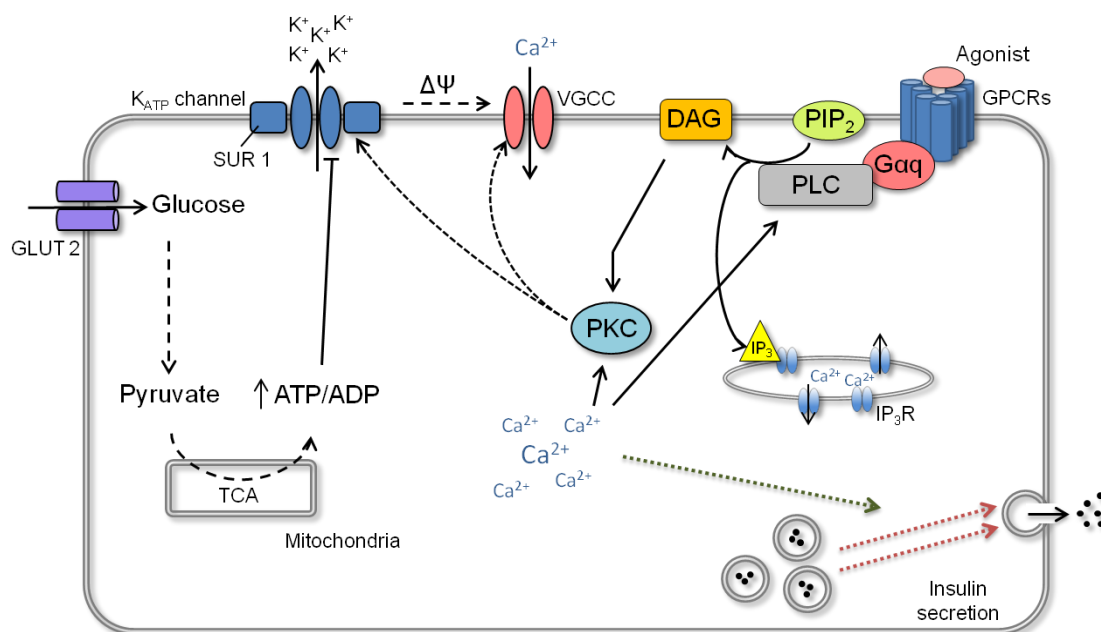 K⁺ K⁺ K⁺
K⁺ K⁺
Ca²⁺
Agonist
K_ATP channel
ΔΨ
VGCC
GPCRs
DAG
PIP₂
SUR 1
Gαq
PLC
Glucose
GLUT 2
PKC
IP₃
Pyruvate
↑ ATP/ADP
Ca²⁺ Ca²⁺
IP₃R
Ca²⁺ Ca²⁺
Ca²⁺
Ca²⁺ Ca²⁺
TCA
Mitochondria
Insulin
secretion